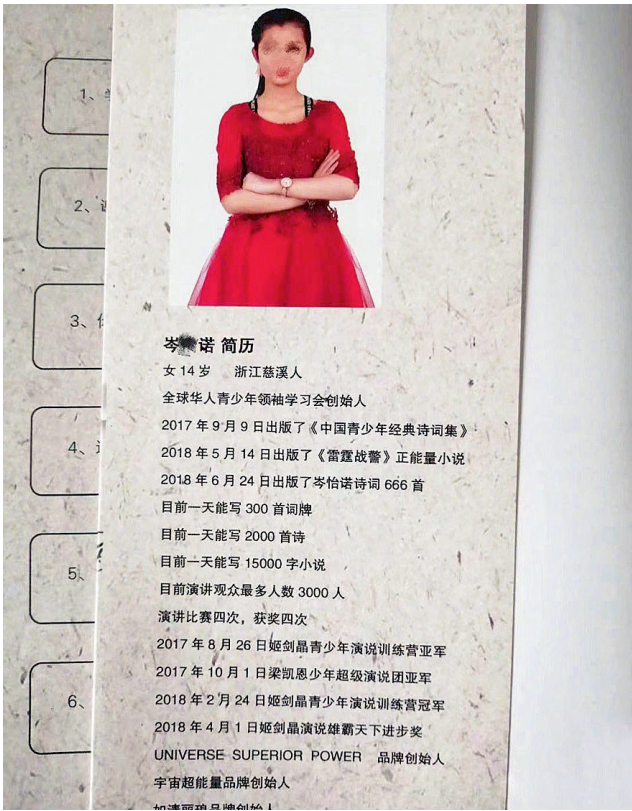 1、
2、
3、
4、
5、
6、
岑 诺 简历
女 14 岁 浙江慈溪人
全球华人青少年领袖学习会创始人
2017 年 9 月 9 日出版了《中国青少年经典诗词集》
2018 年 5 月 14 日出版了《雷霆战警》正能量小说
2018 年 6 月 24 日出版了岑怡诺诗词 666 首
目前一天能写 300 首词牌
目前一天能写 2000 首诗
目前一天能写 15000 字小说
目前演讲观众最多人数 3000 人
演讲比赛四次，获奖四次
2017 年 8 月 26 日姬剑晶青少年演说训练营亚军
2017 年 10 月 1 日梁凯恩少年超级演说团亚军
2018 年 2 月 24 日姬剑晶青少年演说训练营冠军
2018 年 4 月 1 日姬剑晶演说雄霸天下进步奖
UNIVERSE SUPERIOR POWER 品牌创始人
宇宙超能量品牌创始人